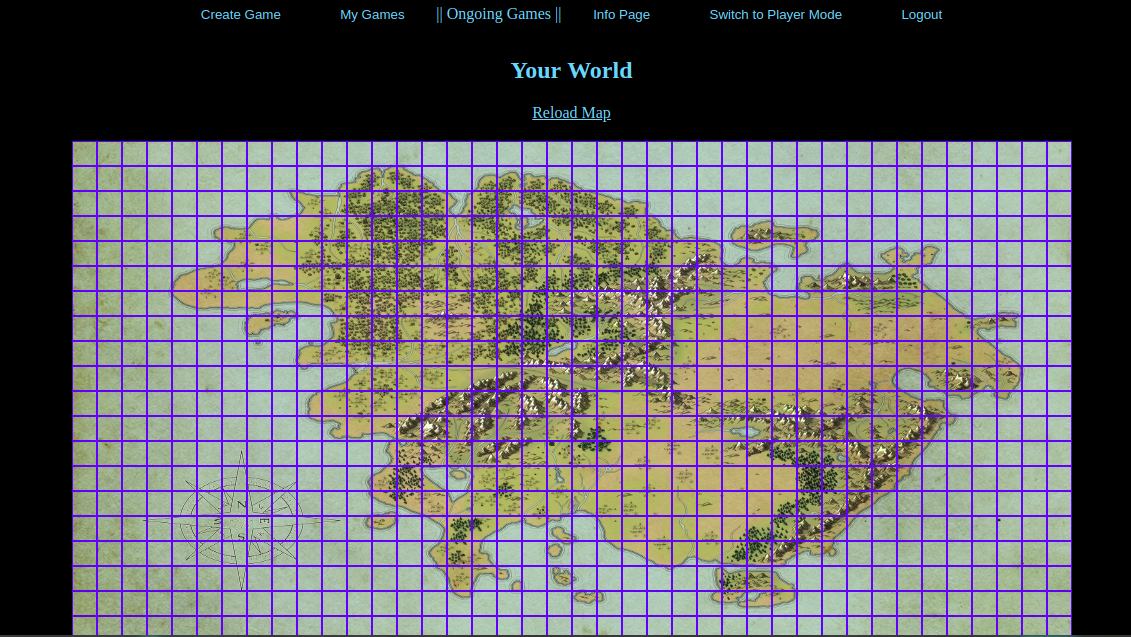 Create Game My Games || Ongoing Games || Info Page Switch to Player Mode Logout
Your World
Reload Map
N
E
S